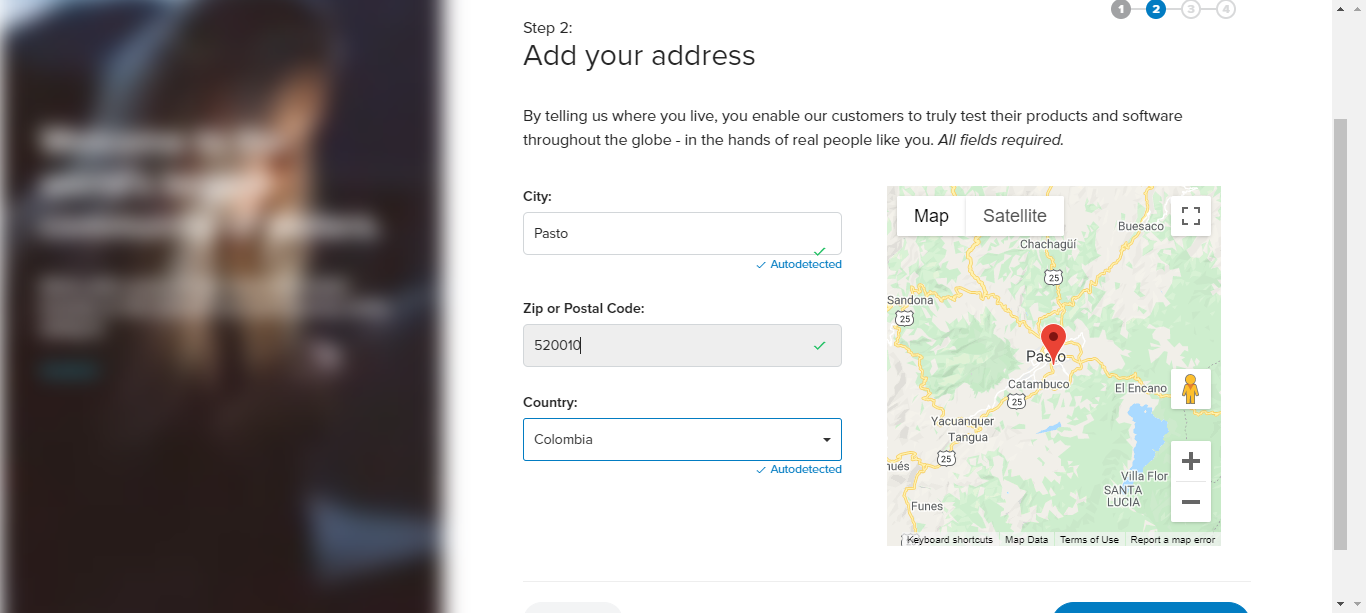 1 2 3 4
Step 2:
Add your address
By telling us where you live, you enable our customers to truly test their products and software
throughout the globe - in the hands of real people like you. All fields required.
City:
Pasto
Autodetected
Zip or Postal Code:
520010
Country:
Colombia
Autodetected
Map Satellite
Buesaco
Chachagüí
25
Sandona
25
Pasto
Catambuco
El Encano
25
Yacuanquer
Tangua
25
nués
Villa Flor
SANTA
LUCIA
Funes
Keyboard shortcuts Map Data Terms of Use Report a map error